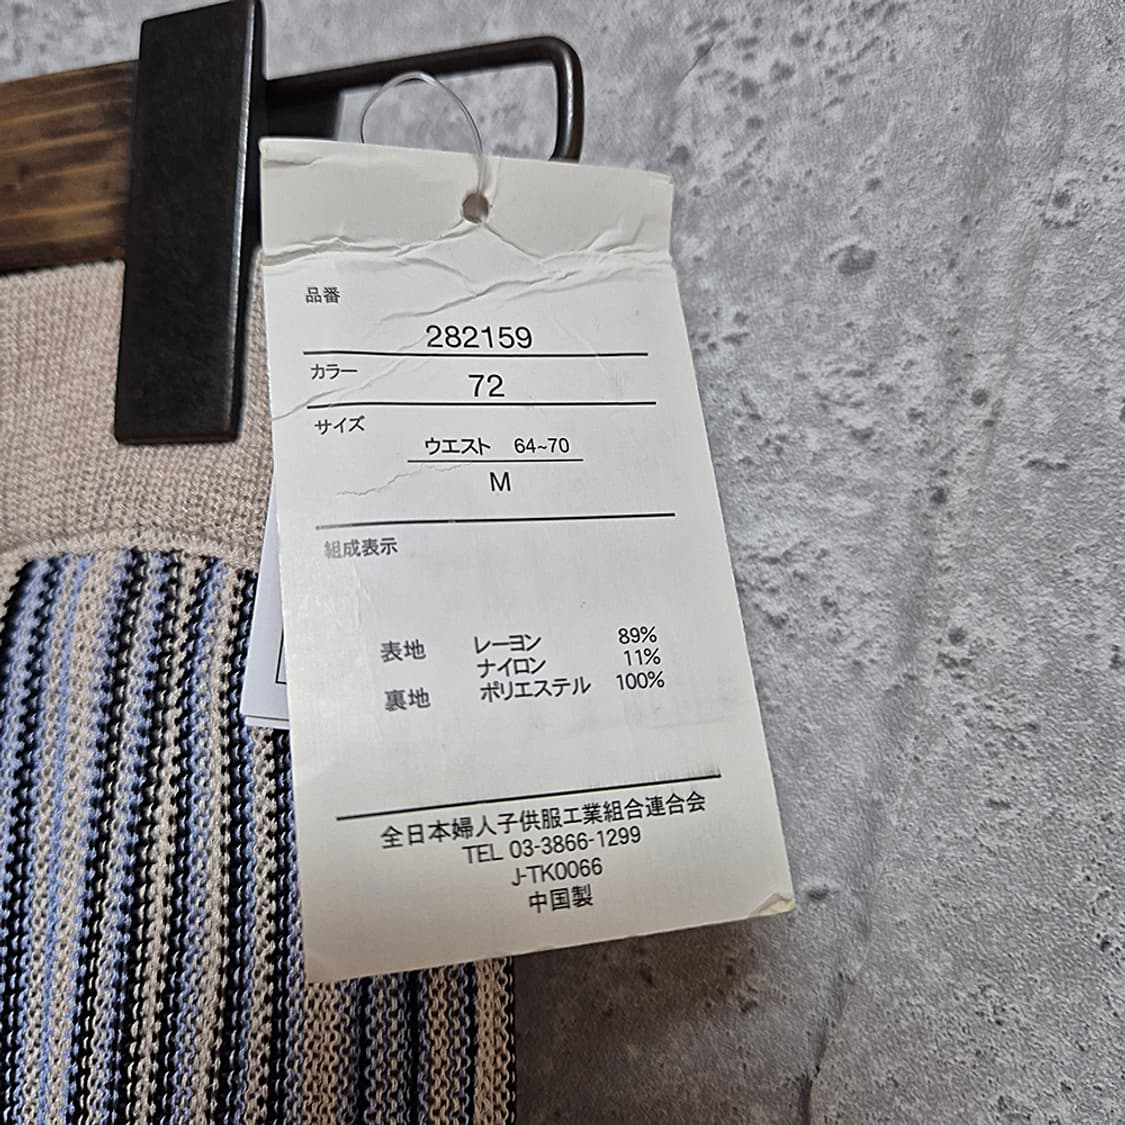 品番
282159
カラー
72
サイズ
ウエスト 64~70
M
組成表示
表地 レーヨン 89%
ナイロン 11%
裏地 ポリエステル 100%
全日本婦人子供服工業組合連合会
TEL 03-3866-1299
J-TK0066
中国製